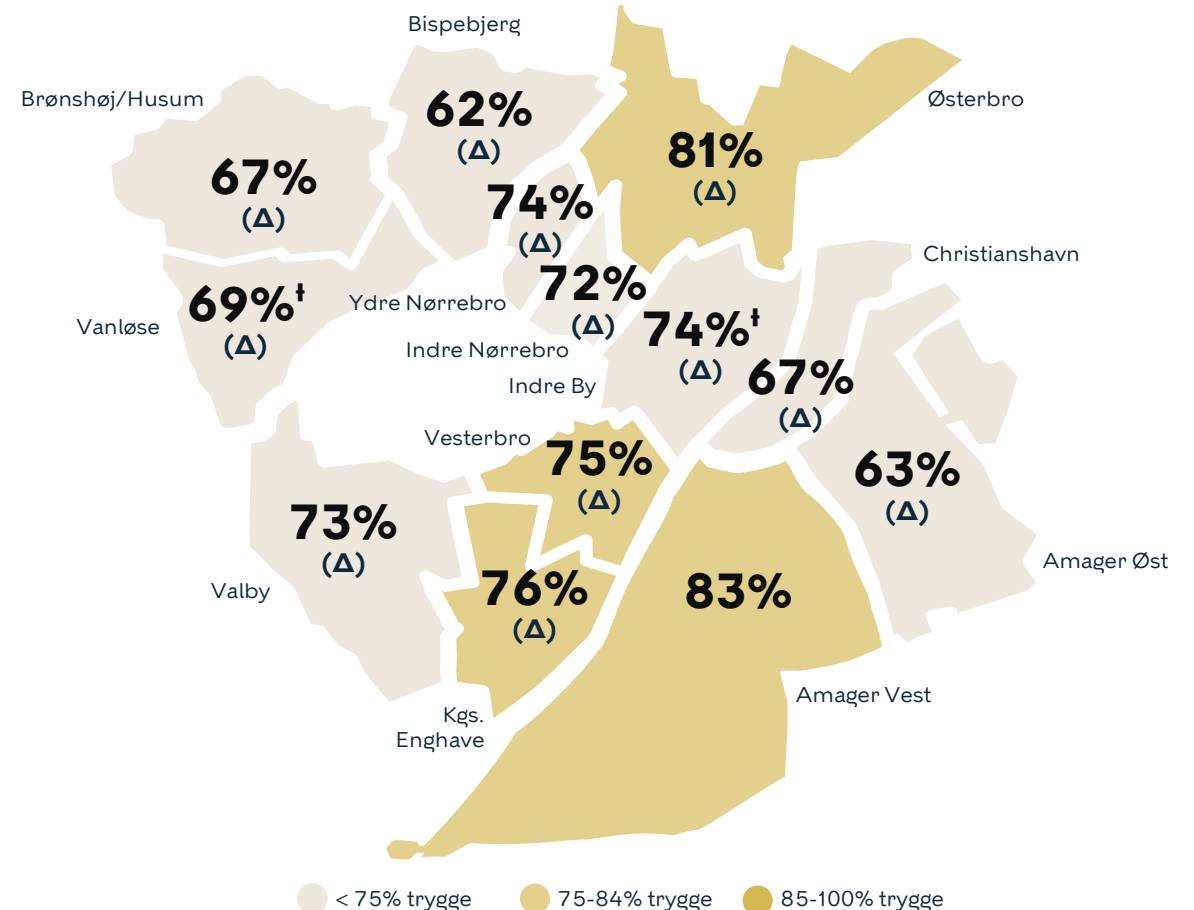 Bispebjerg
Brønshøj/Husum
Østerbro
62%
(Δ)
67%
(Δ)
81%
(Δ)
74%
(Δ)
Christianshavn
72%
(Δ)
69%ƚ
(Δ)
Ydre Nørrebro
Vanløse
74%ƚ
(Δ)
Indre Nørrebro
Indre By
67%
(Δ)
Vesterbro
75%
(Δ)
63%
(Δ)
73%
(Δ)
Amager Øst
Valby
76%
(Δ)
83%
Amager Vest
Kgs.
Enghave
< 75% trygge
75-84% trygge
85-100% trygge